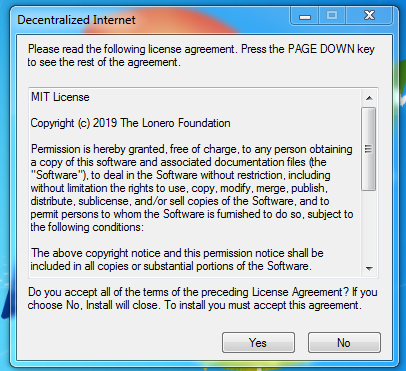 Decentralized Internet
Please read the following license agreement. Press the PAGE DOWN key
to see the rest of the agreement.
MIT License
Copyright (c) 2019 The Lonero Foundation
Permission is hereby granted, free of charge, to any person obtaining
a copy of this software and associated documentation files (the
"Software"), to deal in the Software without restriction, including
without limitation the rights to use, copy, modify, merge, publish,
distribute, sublicense, and/or sell copies of the Software, and to
permit persons to whom the Software is furnished to do so, subject to
the following conditions:
The above copyright notice and this permission notice shall be
included in all copies or substantial portions of the Software.
Do you accept all of the terms of the preceding License Agreement? If you
choose No, Install will close. To install you must accept this agreement.
Yes
No